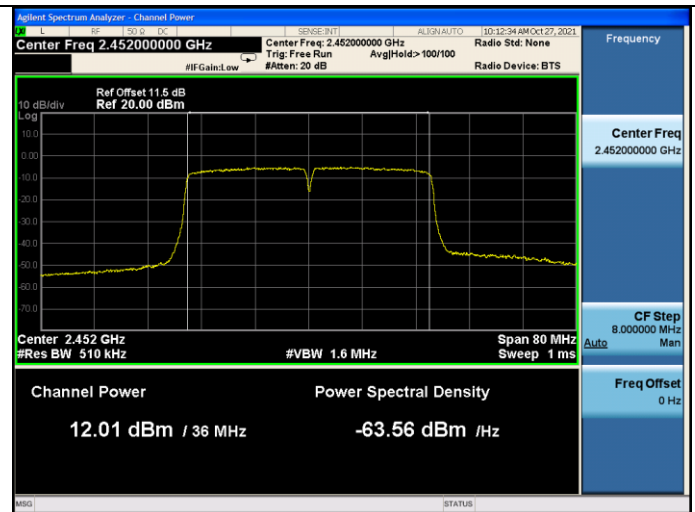 Agilent Spectrum Analyzer - Channel Power
L RF 50 Ω DC SENSE:INT ALIGN AUTO 10:12:34 AM Oct 27, 2021
Center Freq 2.452000000 GHz
Center Freq: 2.452000000 GHz Radio Std: None
Trig: Free Run Avg|Hold:> 100/100
#IFGain:Low #Atten: 20 dB Radio Device: BTS
Frequency
Ref Offset 11.5 dB
10 dB/div Ref 20.00 dBm
Log
10.0
0.00
-10.0
-20.0
-30.0
-40.0
-50.0
-60.0
-70.0
Center 2.452 GHz Span 80 MHz
#Res BW 510 kHz #VBW 1.6 MHz Sweep 1 ms
Channel Power Power Spectral Density
12.01 dBm / 36 MHz -63.56 dBm /Hz
Center Freq
2.452000000 GHz
CF Step
8.000000 MHz
Auto Man
Freq Offset
0 Hz
MSG STATUS